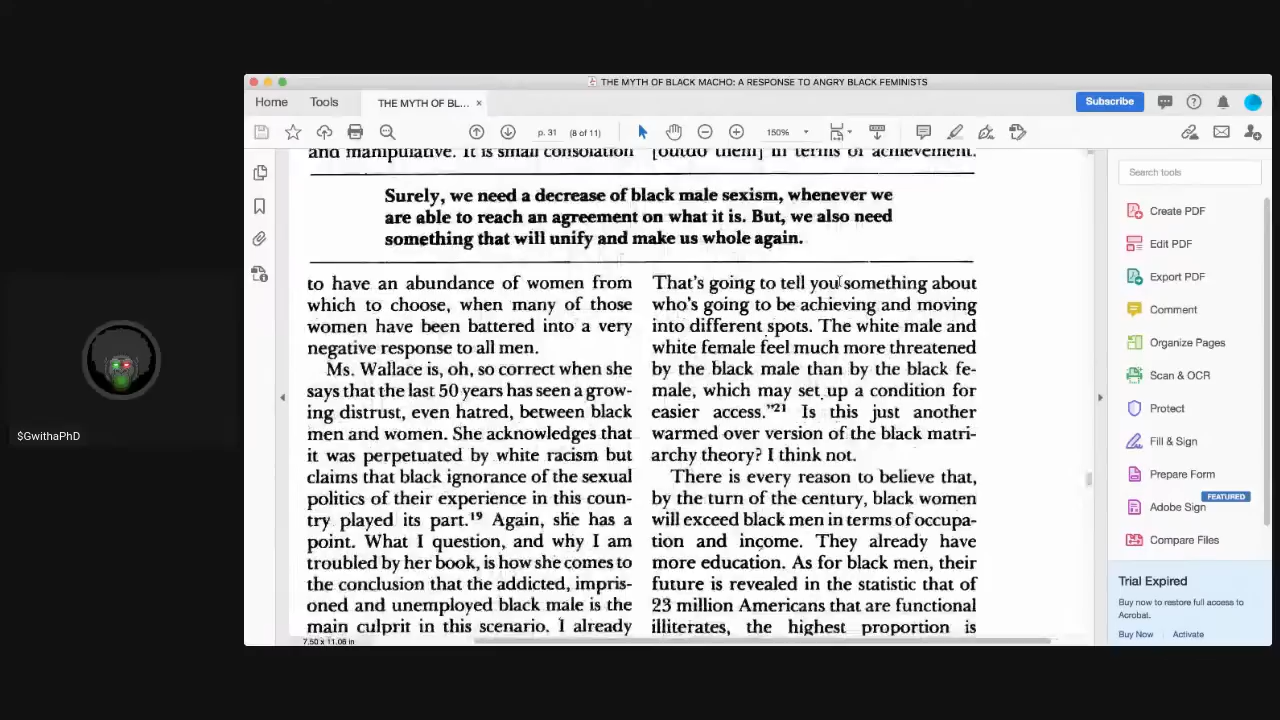 THE MYTH OF BLACK MACHO: A RESPONSE TO ANGRY BLACK FEMINISTS
Home Tools THE MYTH OF BL... × Subscribe
p. 31 (8 of 11) 150%
and manipulative. It is small consolation
[outdo them] in terms of achievement.
Surely, we need a decrease of black male sexism, whenever we
are able to reach an agreement on what it is. But, we also need
something that will unify and make us whole again.
to have an abundance of women from
which to choose, when many of those
women have been battered into a very
negative response to all men.
Ms. Wallace is, oh, so correct when she
says that the last 50 years has seen a grow-
ing distrust, even hatred, between black
men and women. She acknowledges that
it was perpetuated by white racism but
claims that black ignorance of the sexual
politics of their experience in this coun-
try played its part.¹⁹ Again, she has a
point. What I question, and why I am
troubled by her book, is how she comes to
the conclusion that the addicted, impris-
oned and unemployed black male is the
main culprit in this scenario. I already
That's going to tell you something about
who's going to be achieving and moving
into different spots. The white male and
white female feel much more threatened
by the black male than by the black fe-
male, which may set up a condition for
easier access."²¹ Is this just another
warmed over version of the black matri-
archy theory? I think not.
There is every reason to believe that,
by the turn of the century, black women
will exceed black men in terms of occupa-
tion and income. They already have
more education. As for black men, their
future is revealed in the statistic that of
23 million Americans that are functional
illiterates, the highest proportion is
7.50 x 11.06 in
Search tools
Create PDF
Edit PDF
Export PDF
Comment
Organize Pages
Scan & OCR
Protect
Fill & Sign
Prepare Form
FEATURED
Adobe Sign
Compare Files
Trial Expired
Buy now to restore full access to
Acrobat.
Buy Now Activate
$GwithaPhD